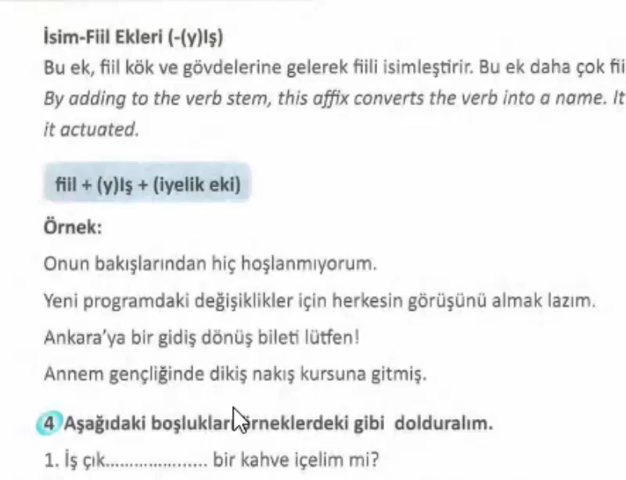 İsim-Fiil Ekleri (-(y)Iş)
Bu ek, fiil kök ve gövdelerine gelerek fiili isimleştirir. Bu ek daha çok fii
By adding to the verb stem, this affix converts the verb into a name. It
it actuated.
fiil + (y)Iş + (iyelik eki)
Örnek:
Onun bakışlarından hiç hoşlanmıyorum.
Yeni programdaki değişiklikler için herkesin görüşünü almak lazım.
Ankara'ya bir gidiş dönüş bileti lütfen!
Annem gençliğinde dikiş nakış kursuna gitmiş.
4 Aşağıdaki boşlukları örneklerdeki gibi dolduralım.
1. İş çık..................... bir kahve içelim mi?